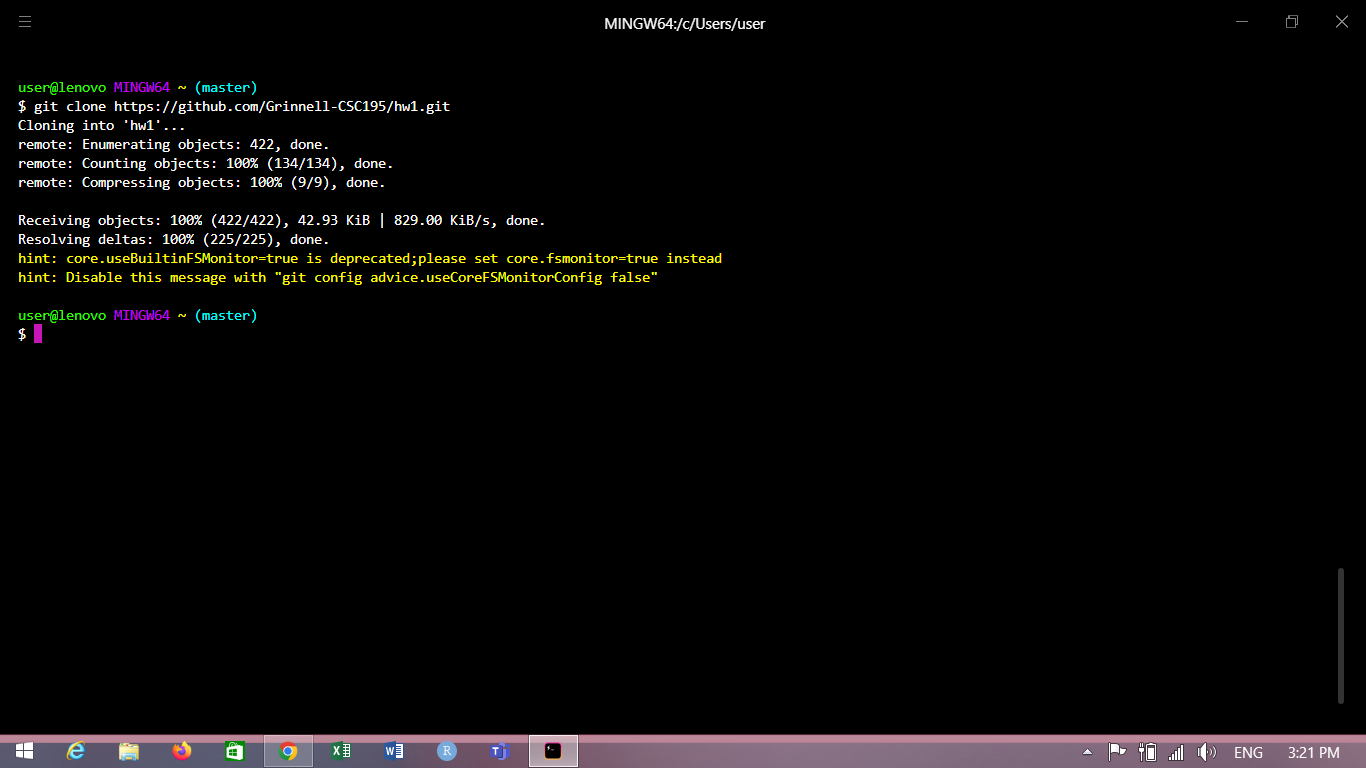 MINGW64:/c/Users/user
user@lenovo MINGW64 ~ (master)
$ git clone https://github.com/Grinnell-CSC195/hw1.git
Cloning into 'hw1'...
remote: Enumerating objects: 422, done.
remote: Counting objects: 100% (134/134), done.
remote: Compressing objects: 100% (9/9), done.
Receiving objects: 100% (422/422), 42.93 KiB | 829.00 KiB/s, done.
Resolving deltas: 100% (225/225), done.
hint: core.useBuiltinFSMonitor=true is deprecated;please set core.fsmonitor=true instead
hint: Disable this message with "git config advice.useCoreFSMonitorConfig false"
user@lenovo MINGW64 ~ (master)
$
ENG 3:21 PM